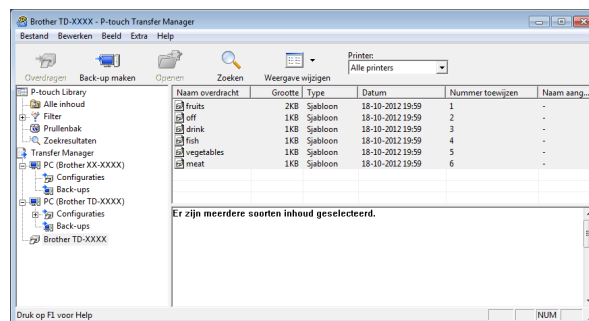 Brother TD-XXXX - P-touch Transfer Manager
Bestand Bewerken Beeld Extra Help
Overdragen Back-up maken Openen Zoeken Weergave wijzigen
Printer:
Alle printers
P-touch Library
Alle inhoud
Filter
Prullenbak
Zoekresultaten
Transfer Manager
PC (Brother XX-XXXX)
Configuraties
Back-ups
PC (Brother TD-XXXX)
Configuraties
Back-ups
Brother TD-XXXX
Naam overdracht Grootte Type Datum Nummer toewijzen Naam aang...
fruits 2KB Sjabloon 18-10-2012 19:59 1 -
off 1KB Sjabloon 18-10-2012 19:59 2 -
drink 1KB Sjabloon 18-10-2012 19:59 3 -
fish 1KB Sjabloon 18-10-2012 19:59 4 -
vegetables 1KB Sjabloon 18-10-2012 19:59 5 -
meat 1KB Sjabloon 18-10-2012 19:59 6 -
Er zijn meerdere soorten inhoud geselecteerd.
Druk op F1 voor Help NUM